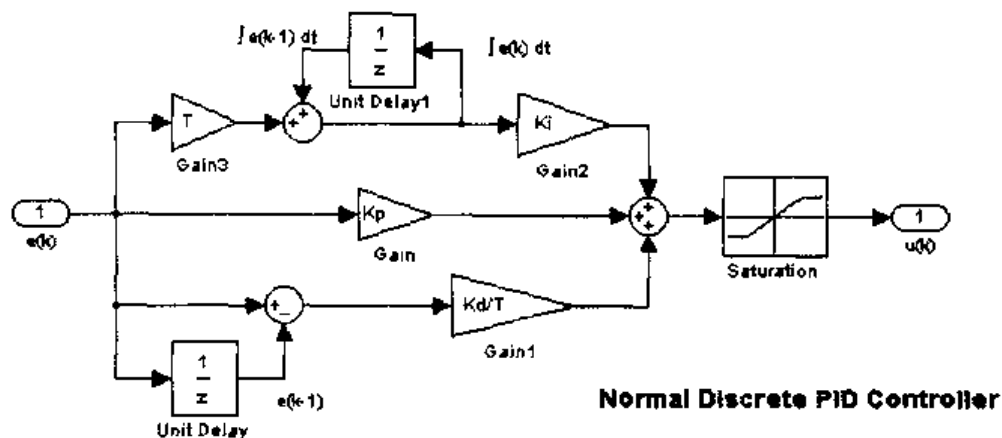 ∫ e(k-1) dt
1
z
∫ e(k) dt
Unit Delay1
T
Gain3
Ki
Gain2
1
e(k)
Kp
Gain
Saturation
1
u(k)
Kd/T
Gain1
1
z
e(k-1)
Unit Delay
Normal Discrete PID Controller